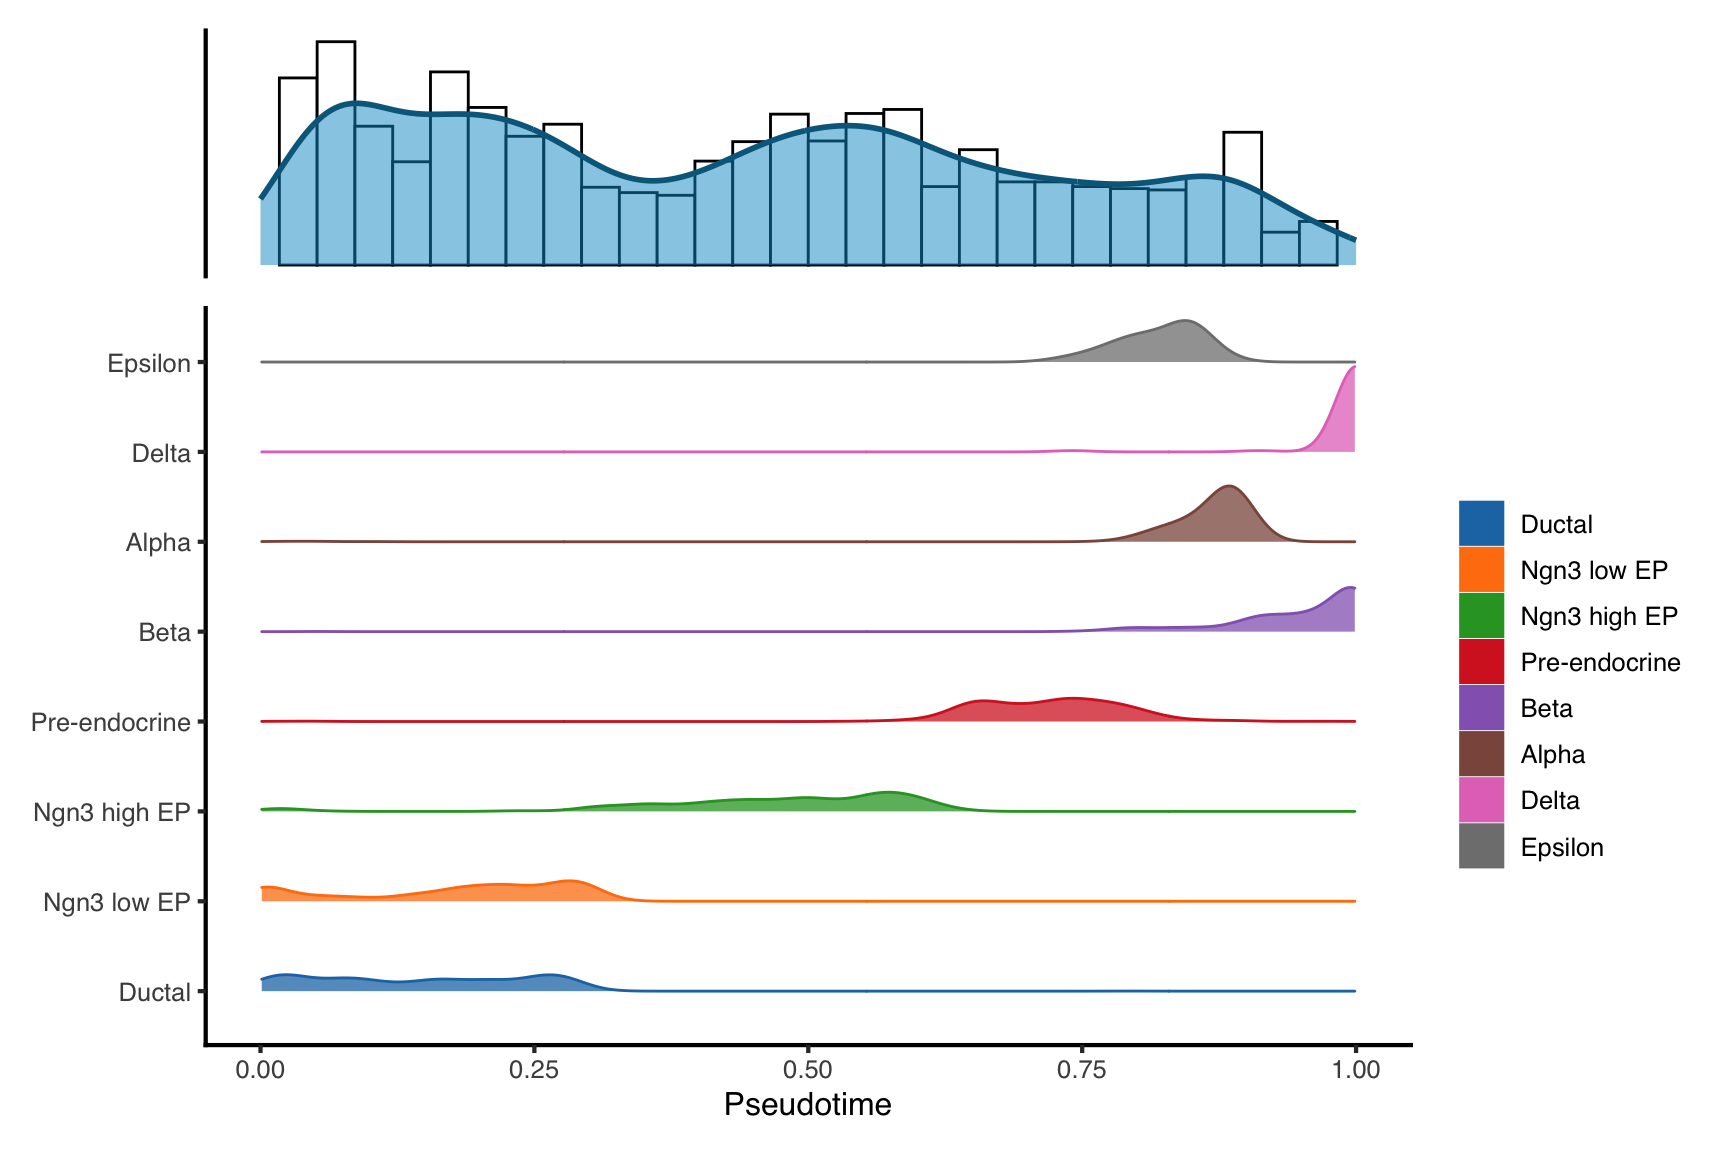 Epsilon
Delta
Alpha
Beta
Pre-endocrine
Ngn3 high EP
Ngn3 low EP
Ductal
0.00 0.25 0.50 0.75 1.00
Pseudotime
Ductal
Ngn3 low EP
Ngn3 high EP
Pre-endocrine
Beta
Alpha
Delta
Epsilon